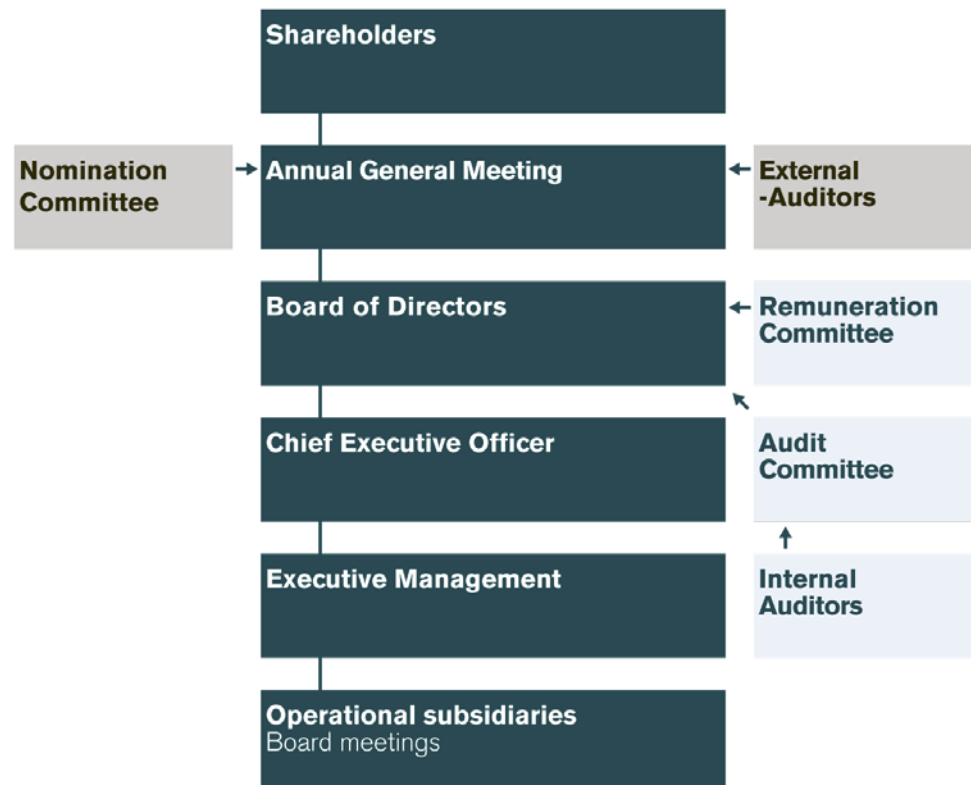 Shareholders
Nomination
Committee
Annual General Meeting
External
-Auditors
Board of Directors
Remuneration
Committee
Chief Executive Officer
Audit
Committee
Executive Management
Internal
Auditors
Operational subsidiaries
Board meetings